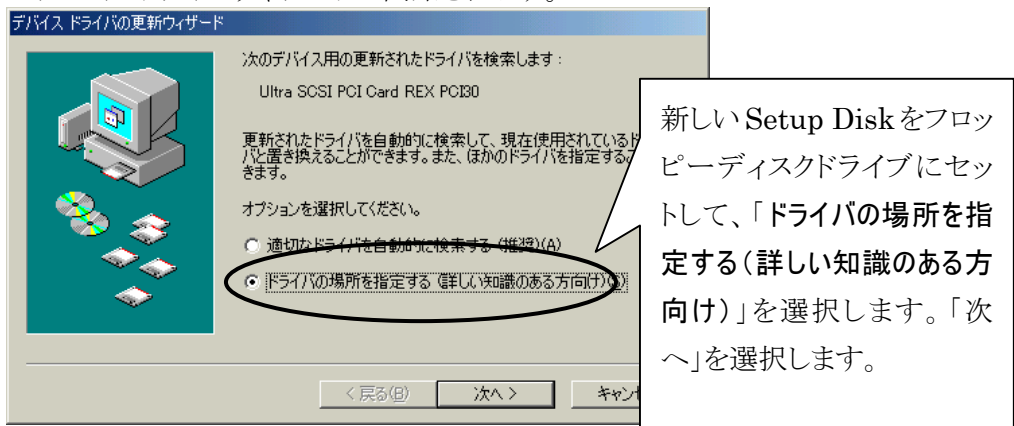 デバイス ドライバの更新ウィザード
次のデバイス用の更新されたドライバを検索します：
Ultra SCSI PCI Card REX PCI30
更新されたドライバを自動的に検索して、現在使用されているド
バと置き換えることができます。また、ほかのドライバを指定する
きます。
オプションを選択してください。
適切なドライバを自動的に検索する (推奨)(A)
ドライバの場所を指定する (詳しい知識のある方向け)(S)
< 戻る(B)
次へ >
キャンセ
新しい Setup Disk をフロッ
ピーディスクドライブにセッ
トして、「ドライバの場所を指
定する（詳しい知識のある方
向け）」を選択します。「次
へ」を選択します。